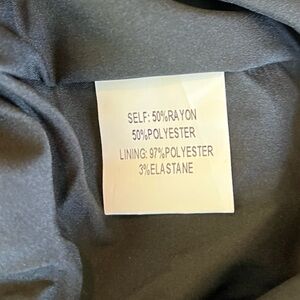 SELF: 50%RAYON
50%POLYESTER
LINING: 97%POLYESTER
3%ELASTANE